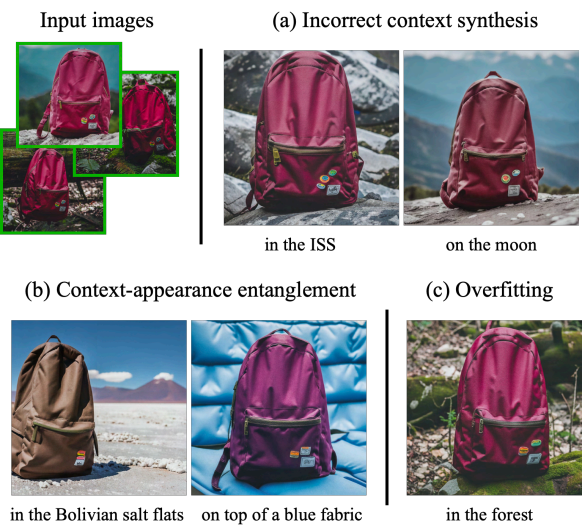 Input images
(a) Incorrect context synthesis
in the ISS
on the moon
(b) Context-appearance entanglement
(c) Overfitting
in the Bolivian salt flats
on top of a blue fabric
in the forest